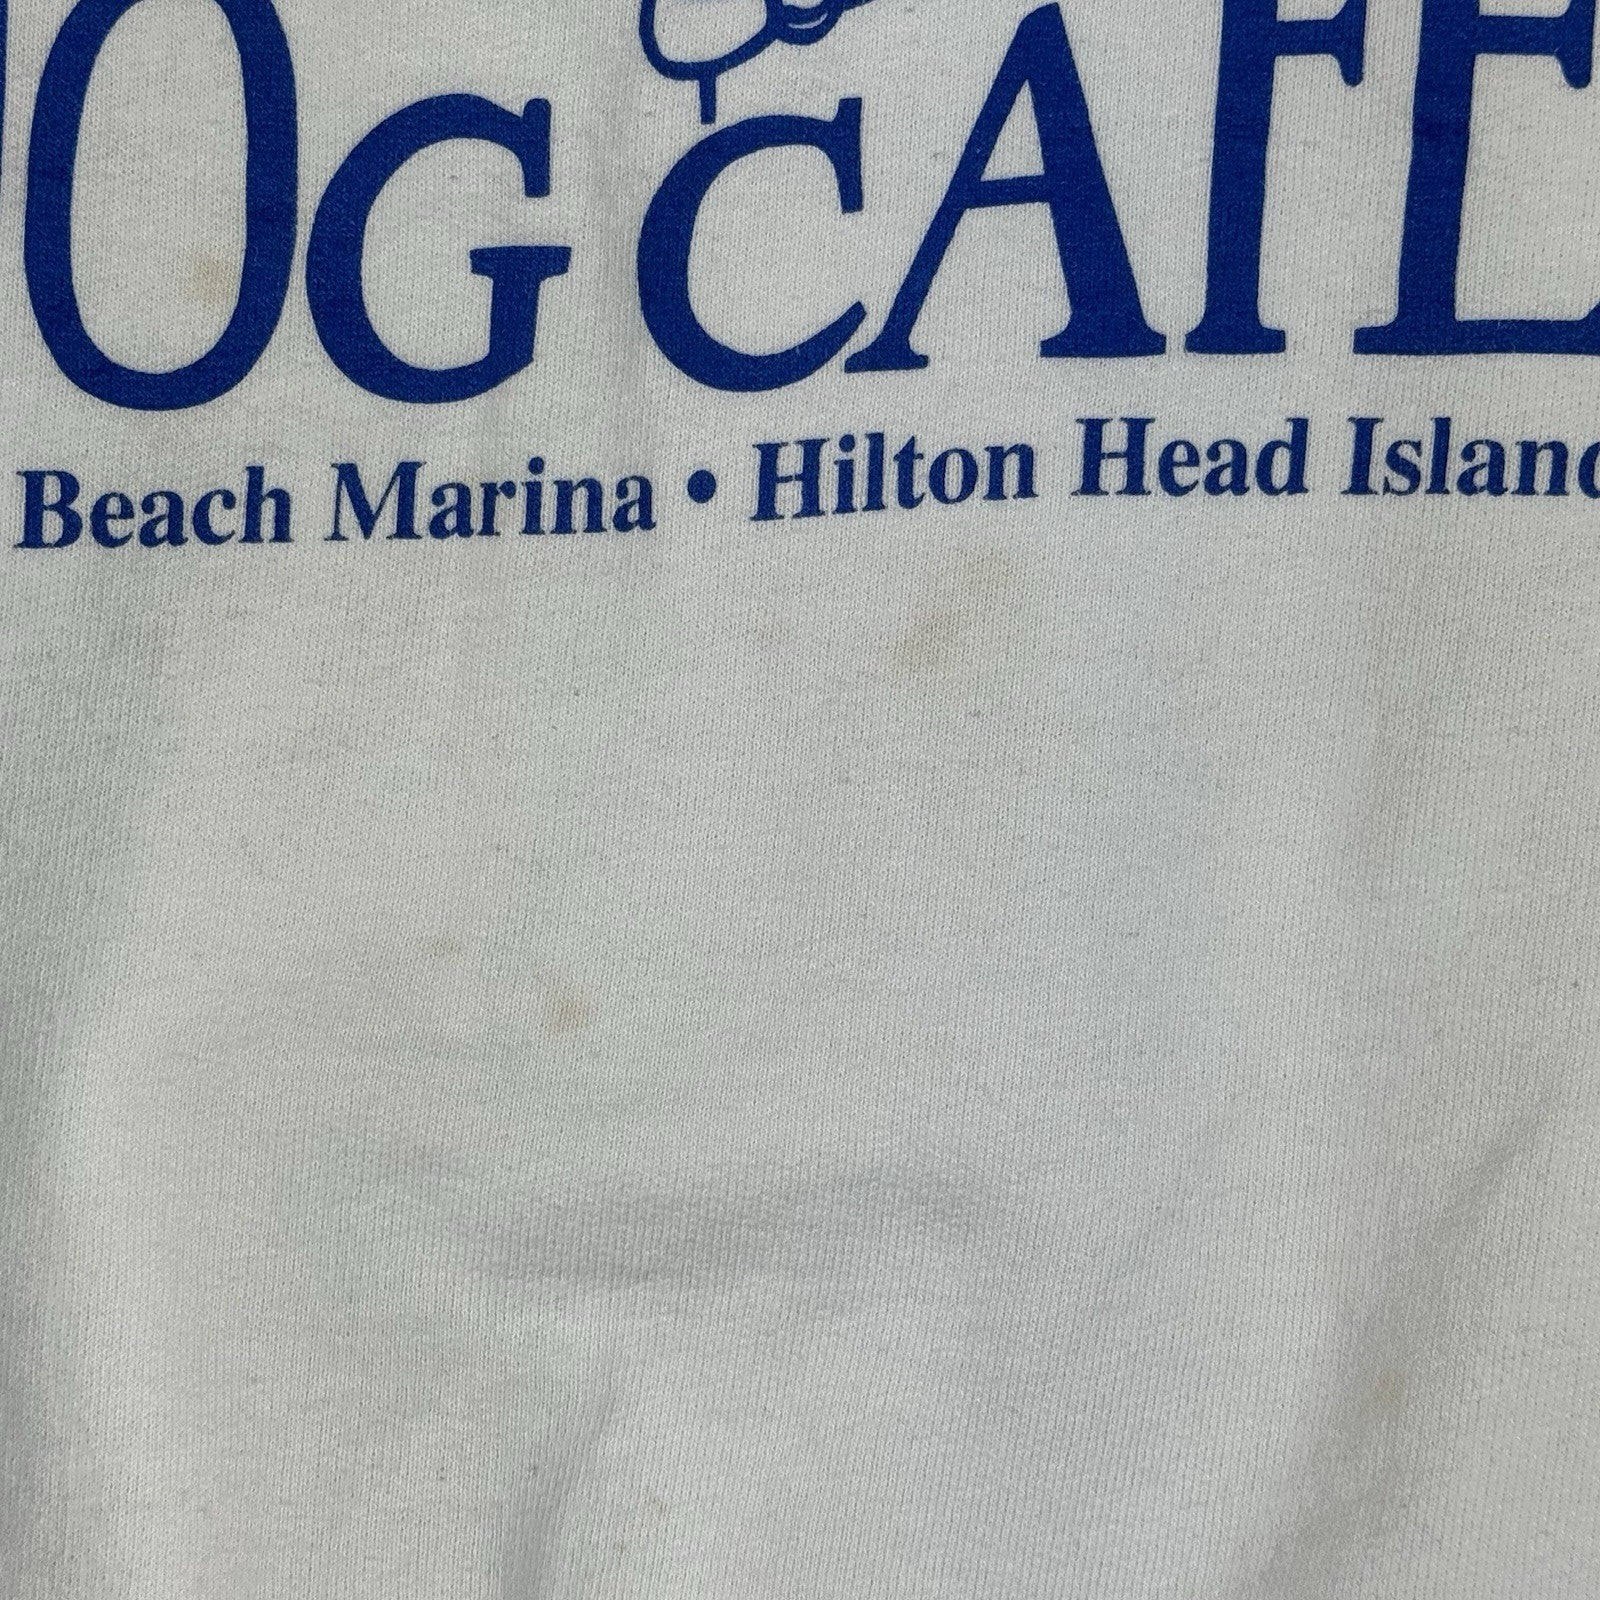 OG CAFE
Beach Marina • Hilton Head Islan